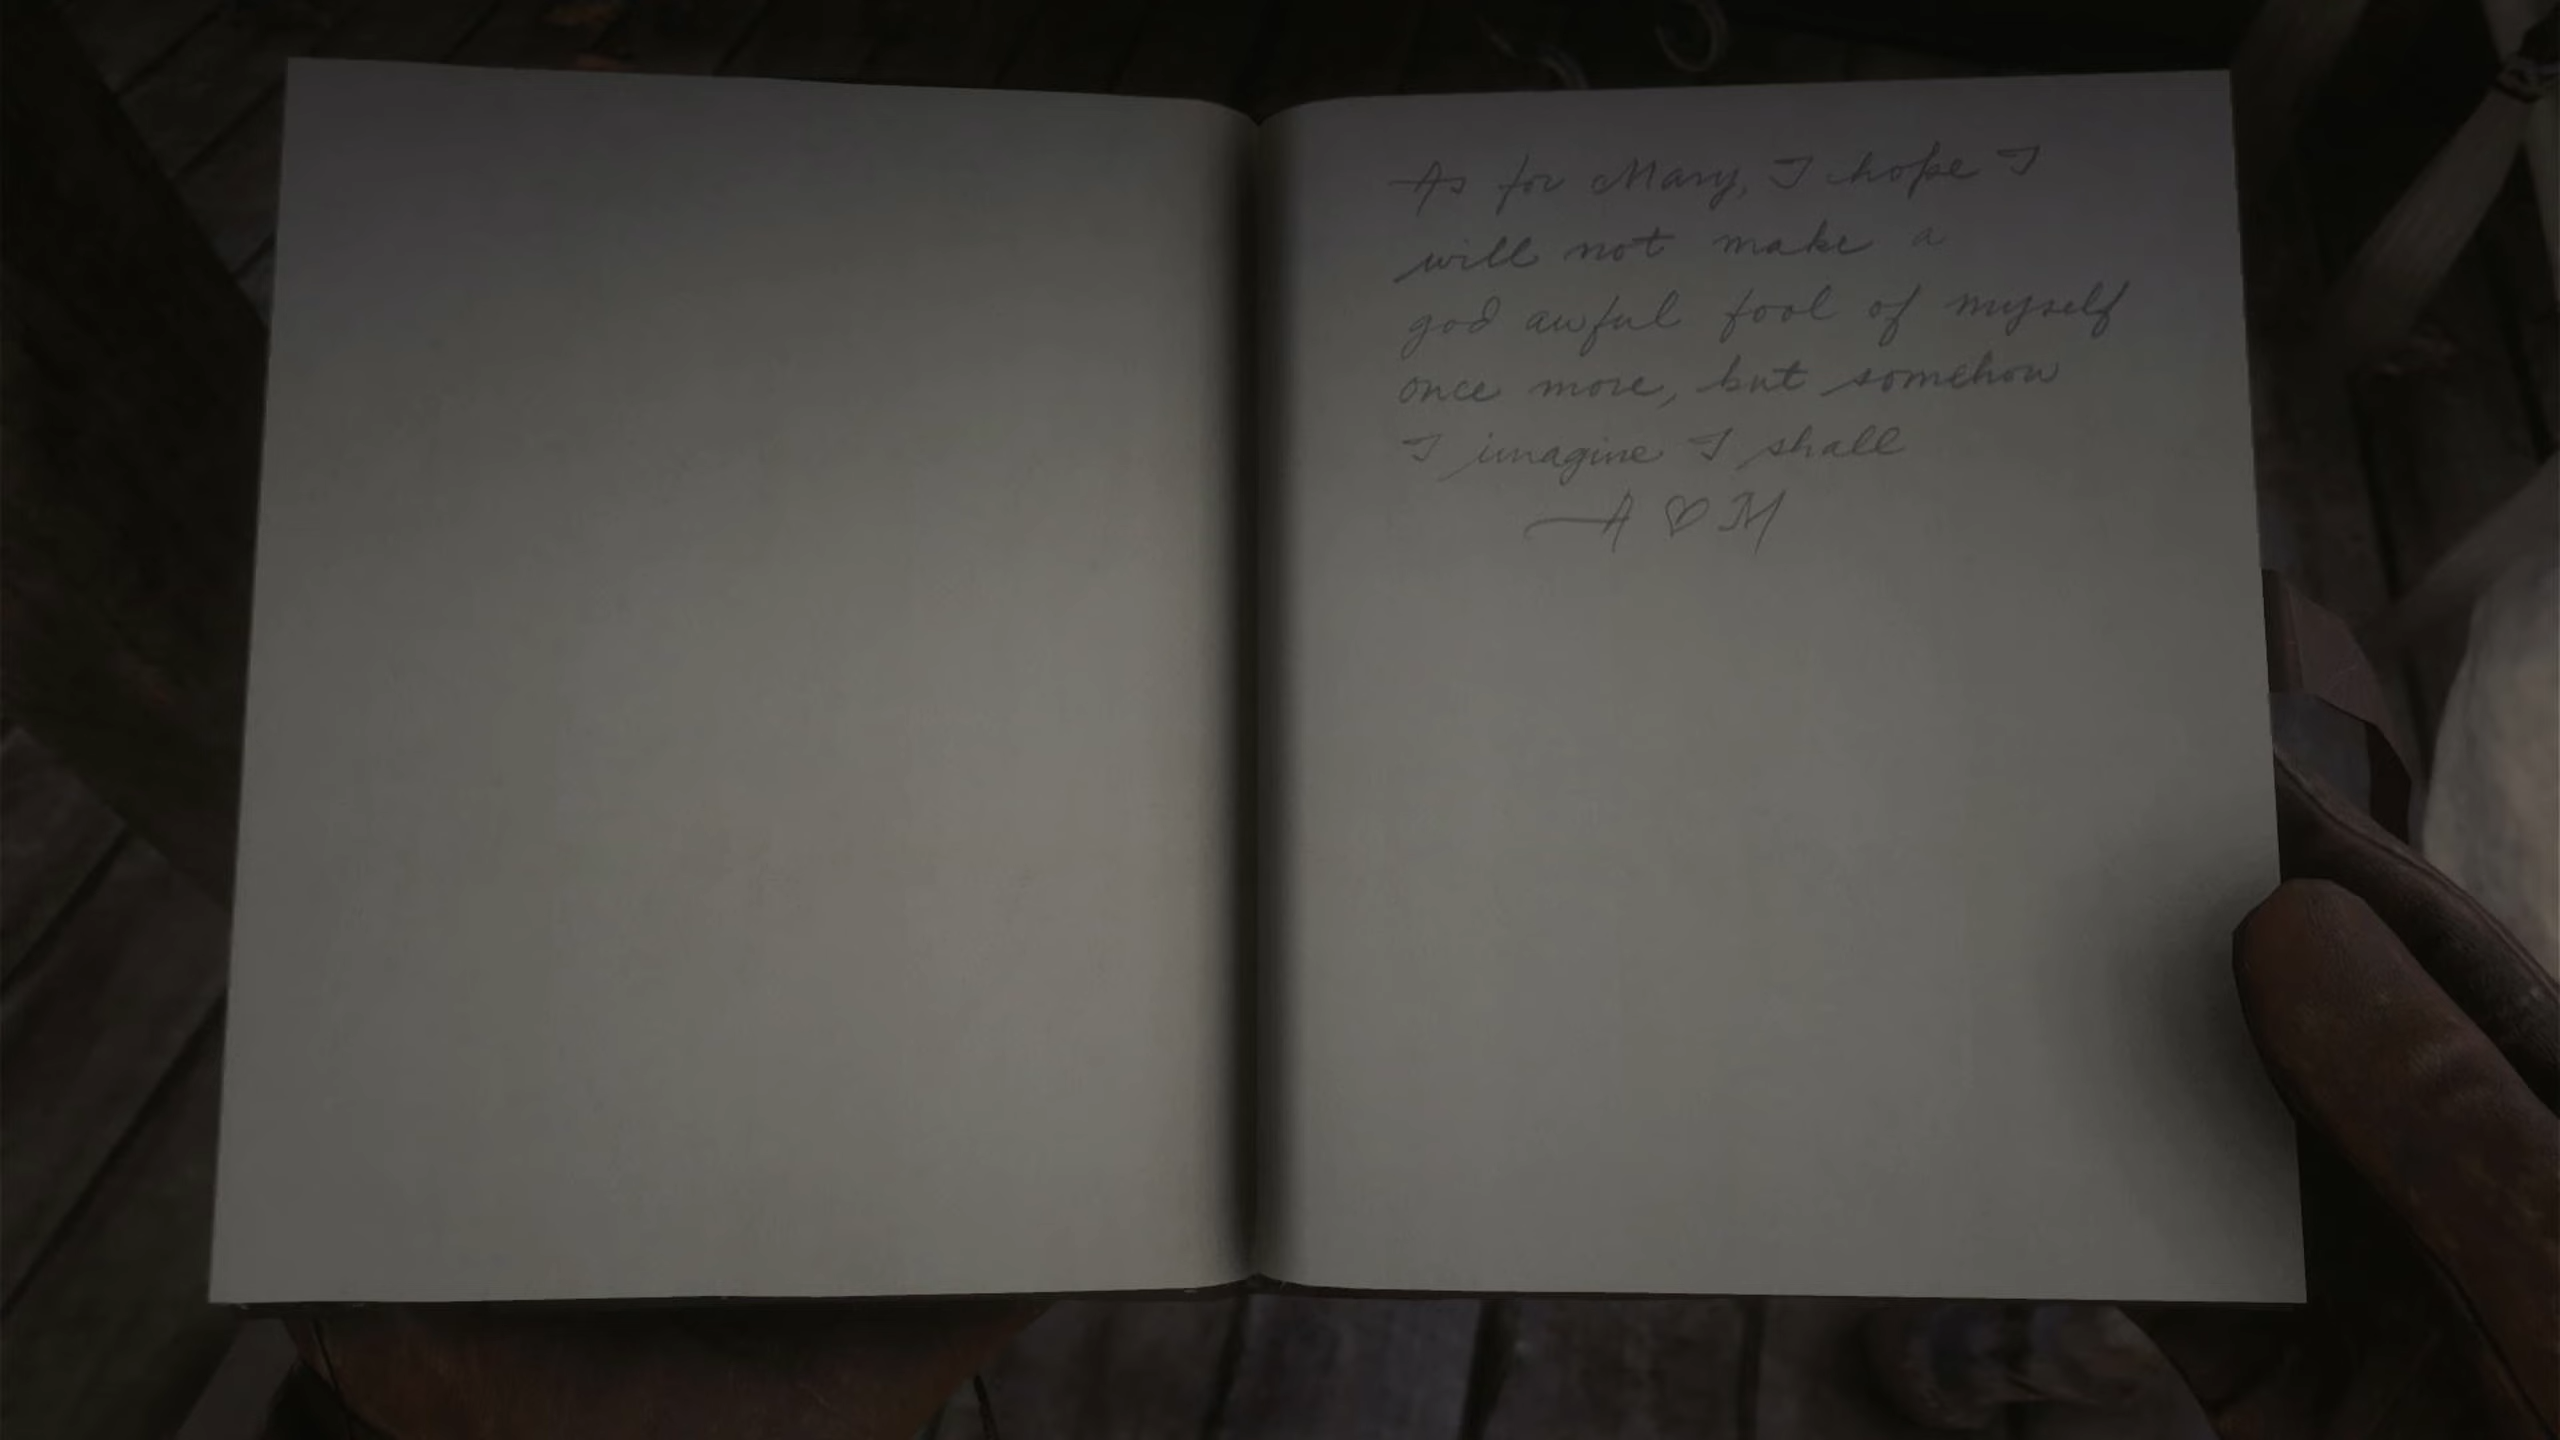 As for Mary, I hope I
will not make a
god awful fool of myself
once more, but somehow
I imagine I shall
—A ♡ M